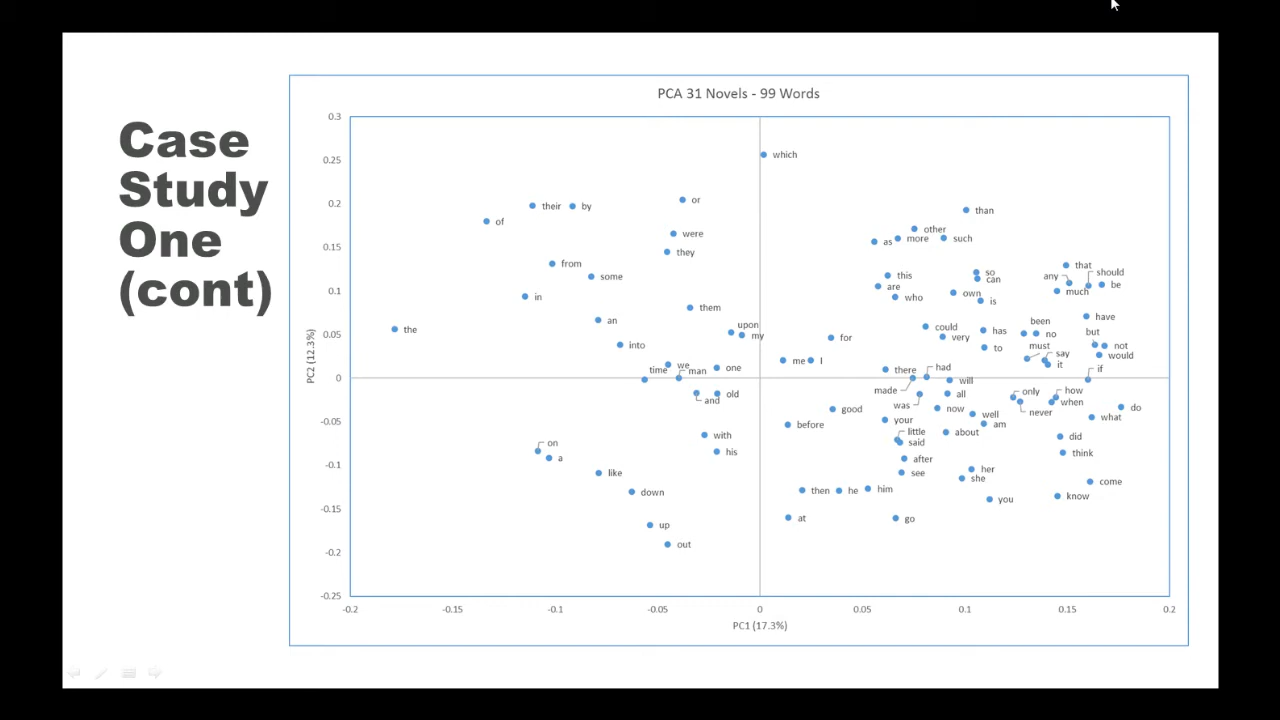 Case
Study
One
(cont)
PCA 31 Novels - 99 Words
0.3
0.25
0.2
0.15
0.1
0.05
0
-0.05
-0.1
-0.15
-0.2
-0.25
PC2 (12.3%)
which
or
their
by
than
of
were
other
as
more
such
they
from
some
that
any
should
so
can
this
are
be
much
in
own
who
is
them
have
an
upon
my
could
very
has
been
no
but
the
into
for
to
must
say
it
not
would
me
I
we
time
man
one
there
had
if
made
will
and
old
was
all
only
how
never
when
do
good
now
well
what
before
your
am
with
little
said
about
did
on
a
his
after
think
like
see
her
she
come
down
then
he
him
you
know
up
at
go
out
-0.2
-0.15
-0.1
-0.05
0
0.05
0.1
0.15
0.2
PC1 (17.3%)